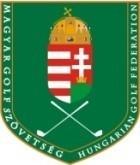 MAGYAR GOLF SZÖVETSÉG
HUNGARIAN GOLF FEDERATION